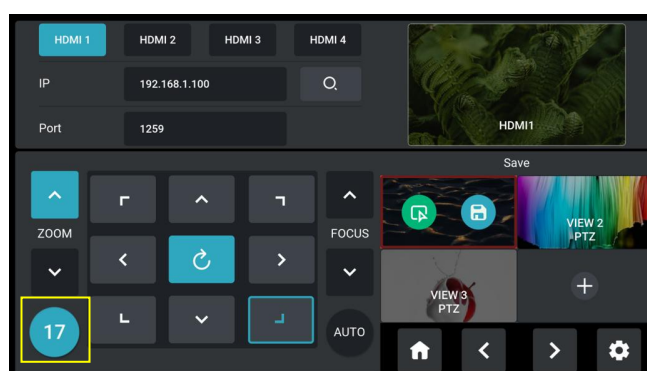 HDMI 1 HDMI 2 HDMI 3 HDMI 4
IP 192.168.1.100
Port 1259
HDMI1
Save
ZOOM
FOCUS
17
AUTO
VIEW 2
PTZ
VIEW 3
PTZ